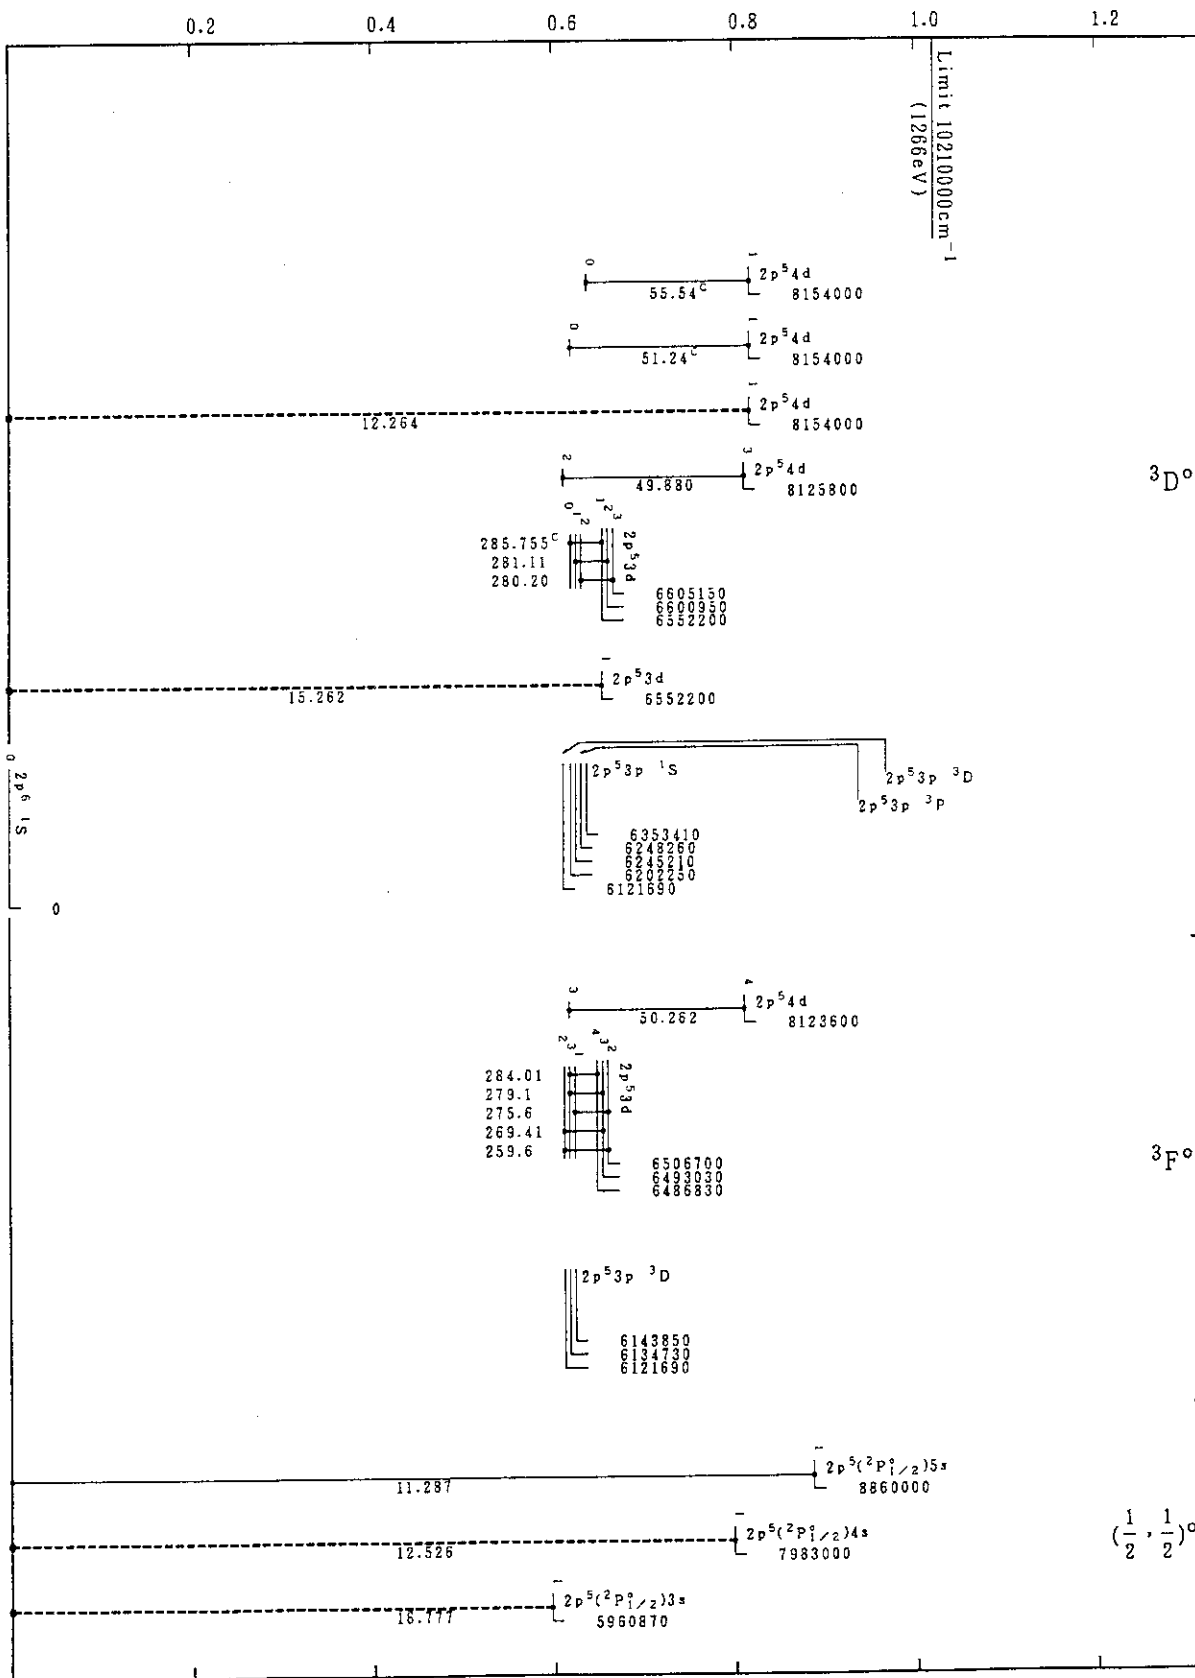 0.2 0.4 0.6 0.8 1.0 1.2
Limit 10210000cm⁻¹
(1266eV)
0 1 2p⁵4d
55.54ᶜ 8154000
0 1 2p⁵4d
51.24ᶜ 8154000
1 2p⁵4d
12.264 8154000
2 3 2p⁵4d
49.880 8125800
³D°
0 1 2 1 2 3 2p⁵3d
285.755ᶜ
281.11
280.20
6605150
6600950
6552200
1 2p⁵3d
15.262 6552200
0 2p⁶ ¹S
0
2p⁵3p ¹S
2p⁵3p ³D
2p⁵3p ³P
6353410
6248260
6245210
6202250
6121690
3 4 2p⁵4d
50.262 8123600
2 3 1 4 3 2 2p⁵3d
284.01
279.1
275.6
269.41
259.6
6506700
6493030
6486830
³F°
2p⁵3p ³D
6143850
6134730
6121690
1 2p⁵(²P°₁/₂)5s
11.287 8860000
1 2p⁵(²P°₁/₂)4s
12.526 7983000
(1/2, 1/2)°
1 2p⁵(²P°₁/₂)3s
16.777 5960870